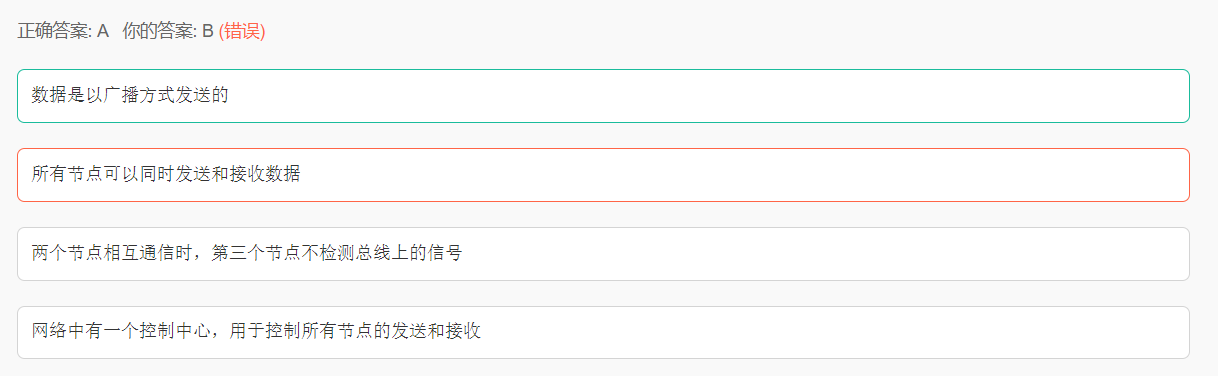 正确答案: A 你的答案: B (错误)
数据是以广播方式发送的
所有节点可以同时发送和接收数据
两个节点相互通信时，第三个节点不检测总线上的信号
网络中有一个控制中心，用于控制所有节点的发送和接收